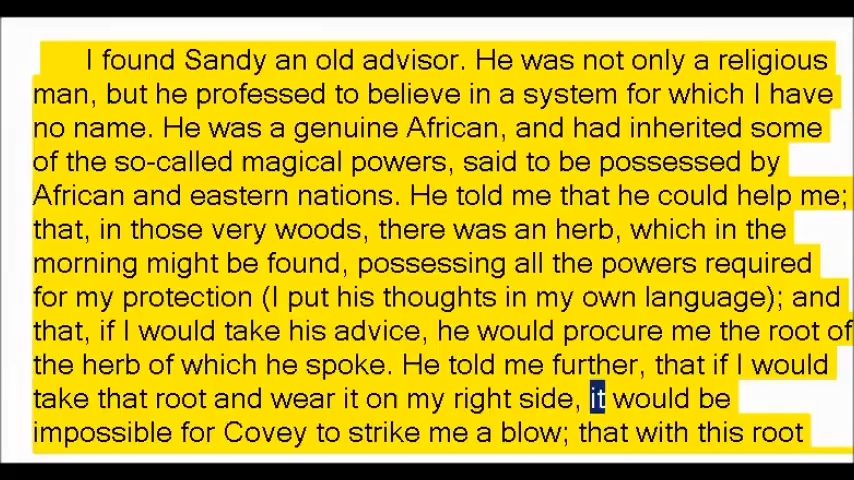 I found Sandy an old advisor. He was not only a religious
man, but he professed to believe in a system for which I have
no name. He was a genuine African, and had inherited some
of the so-called magical powers, said to be possessed by
African and eastern nations. He told me that he could help me;
that, in those very woods, there was an herb, which in the
morning might be found, possessing all the powers required
for my protection (I put his thoughts in my own language); and
that, if I would take his advice, he would procure me the root of
the herb of which he spoke. He told me further, that if I would
take that root and wear it on my right side, it would be
impossible for Covey to strike me a blow; that with this root